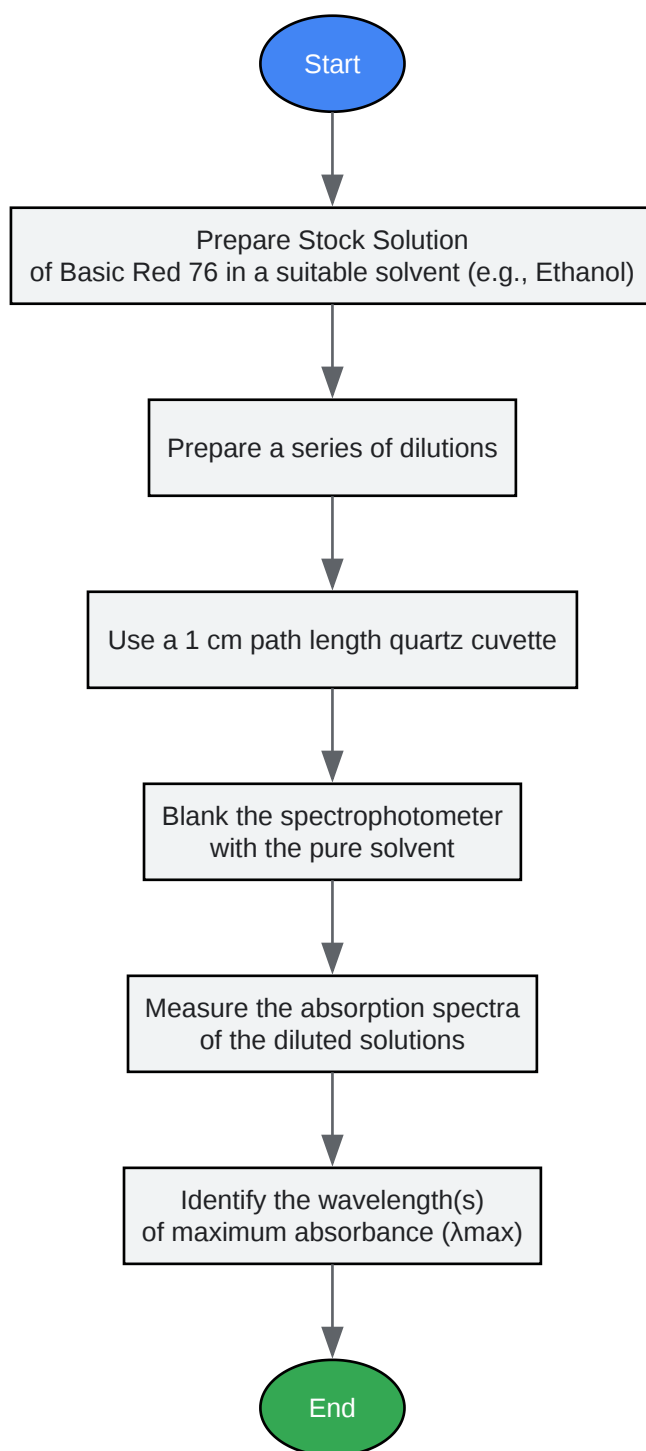 Start
Prepare Stock Solution
of Basic Red 76 in a suitable solvent (e.g., Ethanol)
Prepare a series of dilutions
Use a 1 cm path length quartz cuvette
Blank the spectrophotometer
with the pure solvent
Measure the absorption spectra
of the diluted solutions
Identify the wavelength(s)
of maximum absorbance (λmax)
End